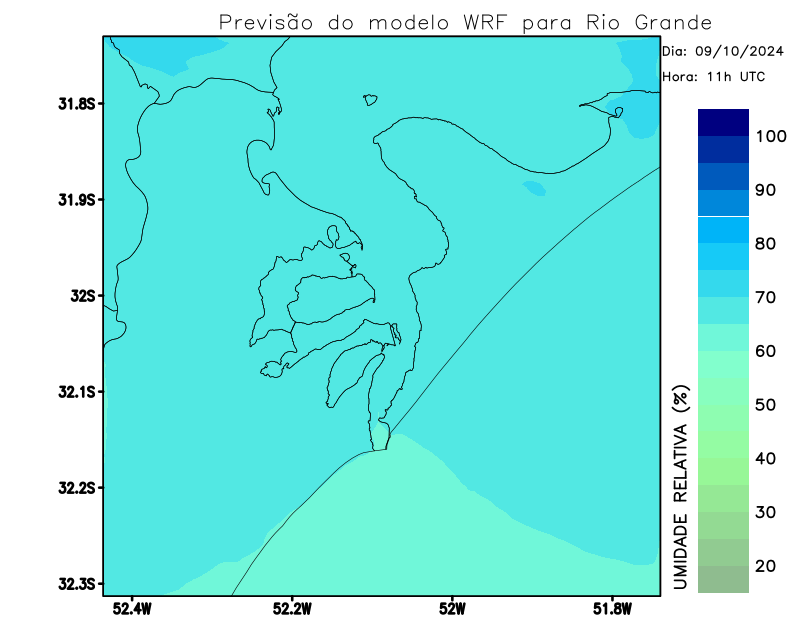 Previsão do modelo WRF para Rio Grande
Dia: 09/10/2024
Hora: 11h UTC
31.8S
31.9S
32S
32.1S
32.2S
32.3S
52.4W
52.2W
52W
51.8W
100
90
80
70
60
50
40
30
20
UMIDADE RELATIVA (%)